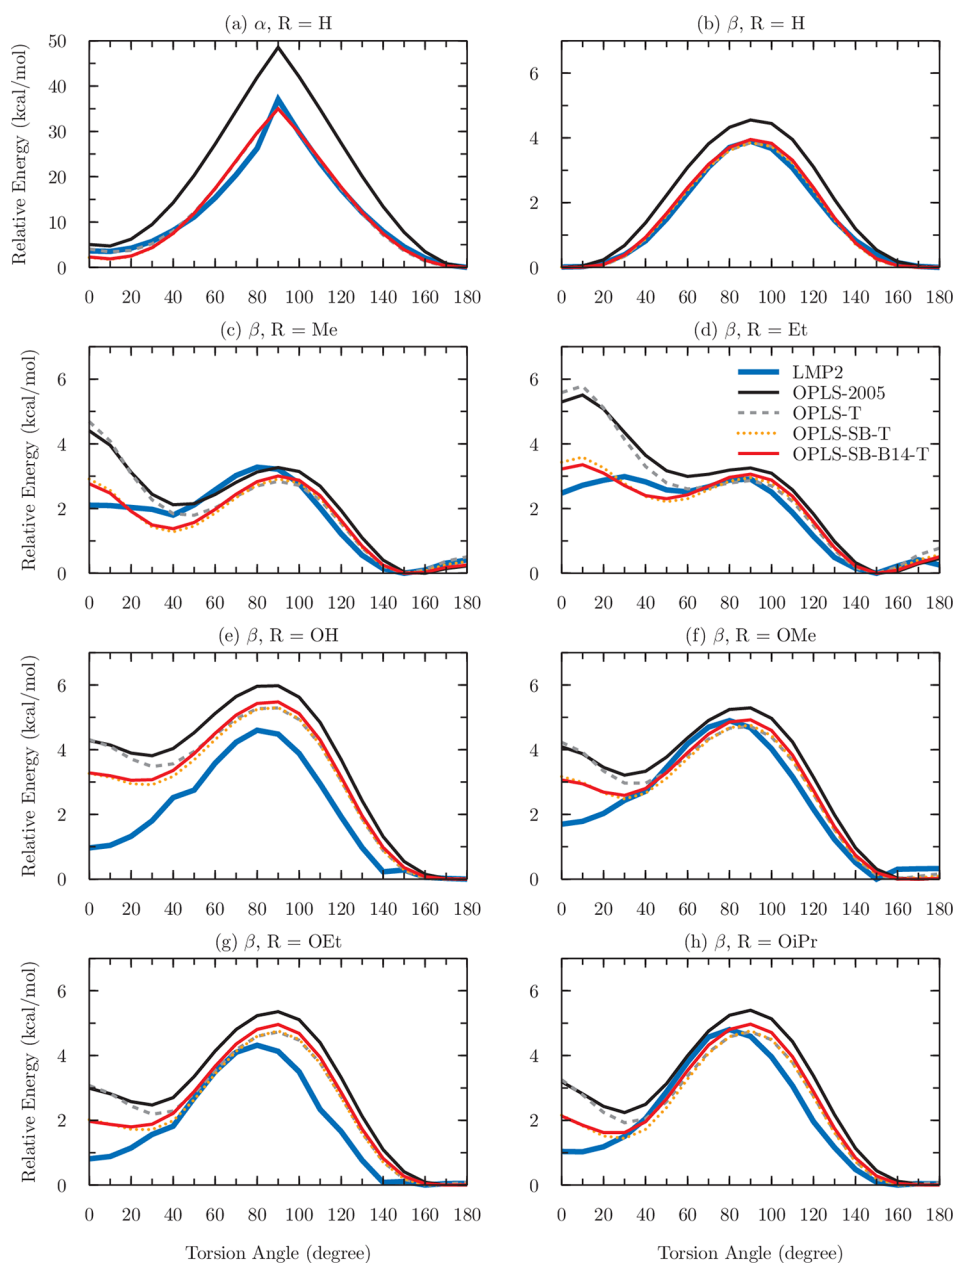 (a) α, R = H
(b) β, R = H
Relative Energy (kcal/mol)
50
40
30
20
10
0
0 20 40 60 80 100 120 140 160 180
6
4
2
0
0 20 40 60 80 100 120 140 160 180
(c) β, R = Me
(d) β, R = Et
Relative Energy (kcal/mol)
6
4
2
0
0 20 40 60 80 100 120 140 160 180
6
4
2
0
LMP2
OPLS-2005
OPLS-T
OPLS-SB-T
OPLS-SB-B14-T
0 20 40 60 80 100 120 140 160 180
(e) β, R = OH
(f) β, R = OMe
Relative Energy (kcal/mol)
6
4
2
0
0 20 40 60 80 100 120 140 160 180
6
4
2
0
0 20 40 60 80 100 120 140 160 180
(g) β, R = OEt
(h) β, R = OiPr
Relative Energy (kcal/mol)
6
4
2
0
0 20 40 60 80 100 120 140 160 180
6
4
2
0
0 20 40 60 80 100 120 140 160 180
Torsion Angle (degree)
Torsion Angle (degree)